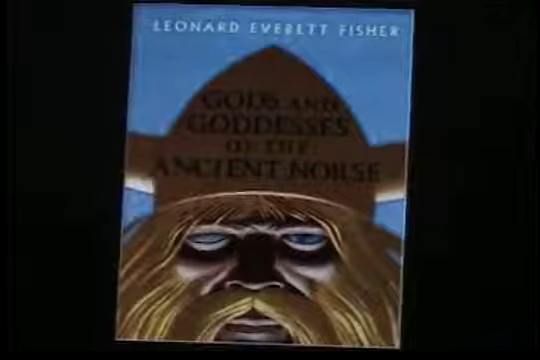 LEONARD EVERETT FISHER
GODS AND
GODDESSES
OF THE
ANCIENT NORSE